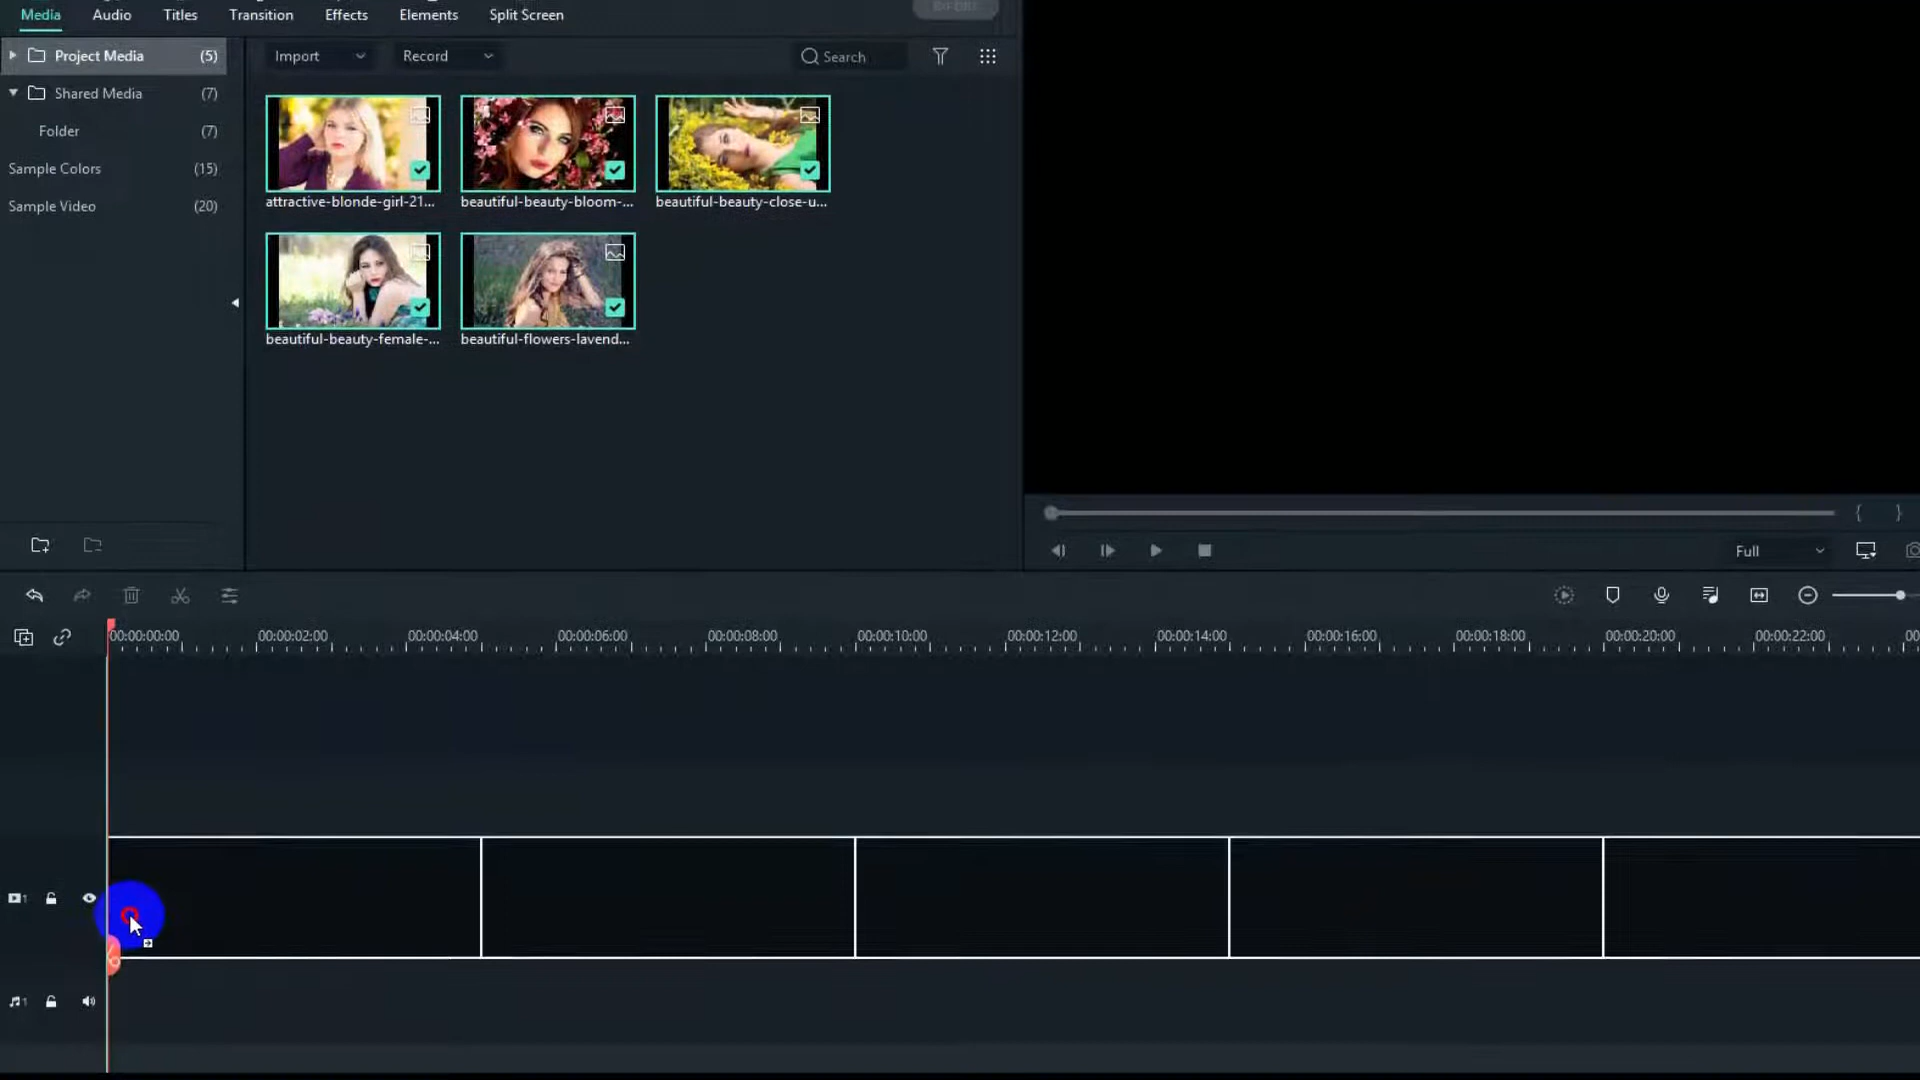 Media Audio Titles Transition Effects Elements Split Screen EXPORT
Project Media (5) Import Record Search
Shared Media (7)
Folder (7)
Sample Colors (15)
Sample Video (20)
attractive-blonde-girl-21... beautiful-beauty-bloom-... beautiful-beauty-close-u...
beautiful-beauty-female-... beautiful-flowers-lavend...
{ }
Full
00:00:00:00 00:00:02:00 00:00:04:00 00:00:06:00 00:00:08:00 00:00:10:00 00:00:12:00 00:00:14:00 00:00:16:00 00:00:18:00 00:00:20:00 00:00:22:00 00
1
1